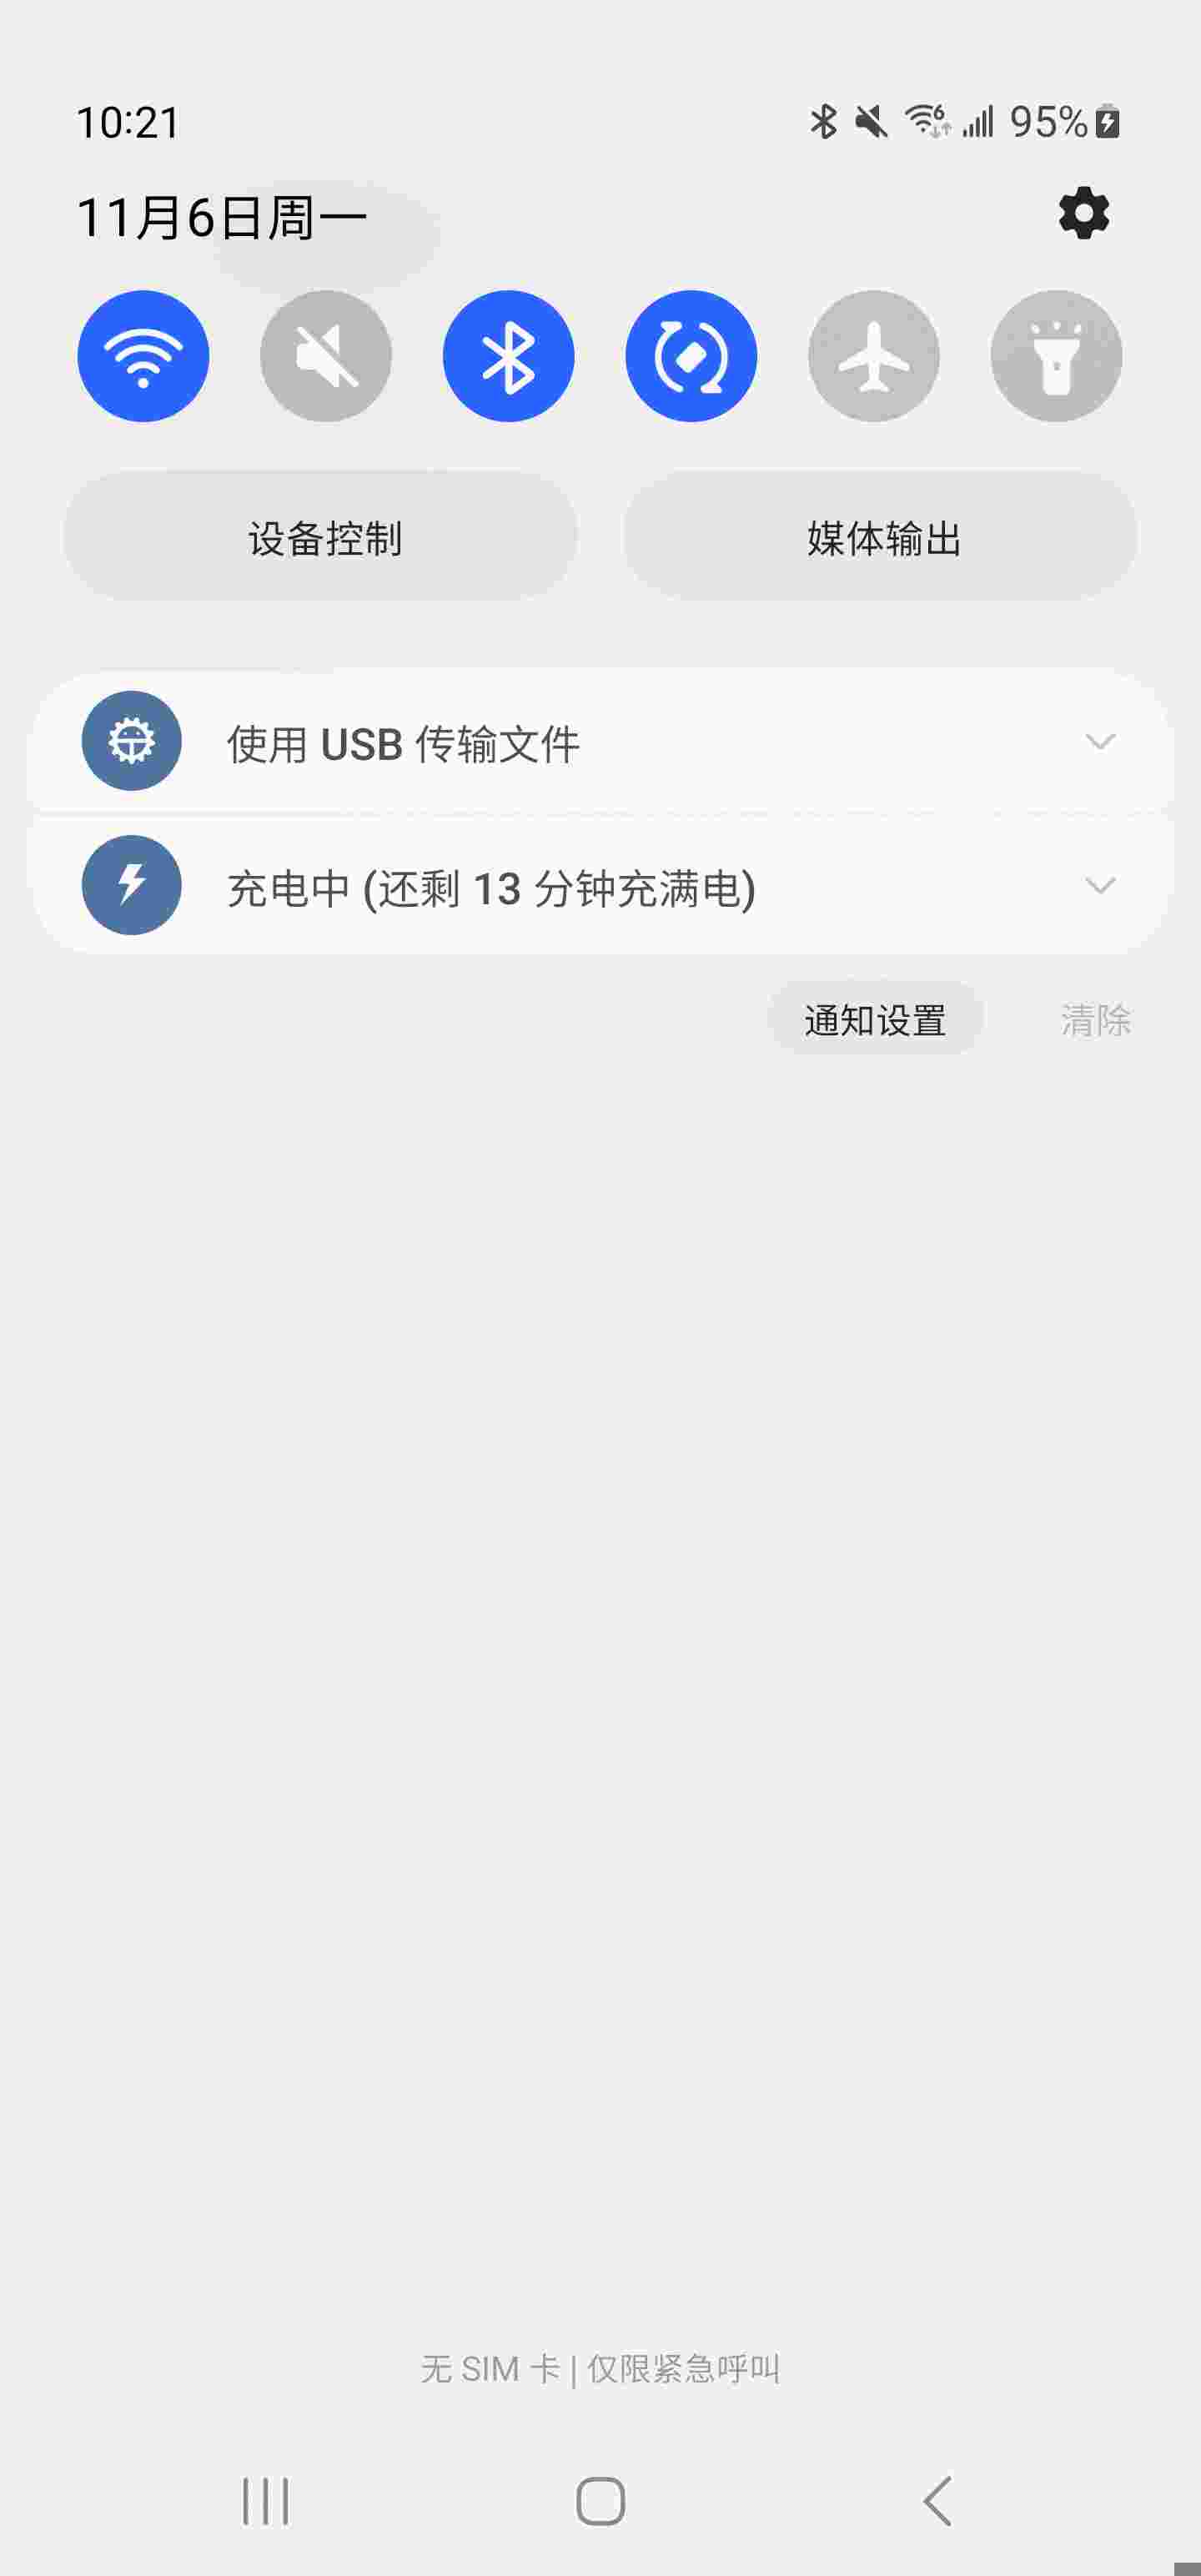 10:21
95%
11月6日周一
设备控制
媒体输出
使用 USB 传输文件
充电中 (还剩 13 分钟充满电)
通知设置
清除
无 SIM 卡 | 仅限紧急呼叫